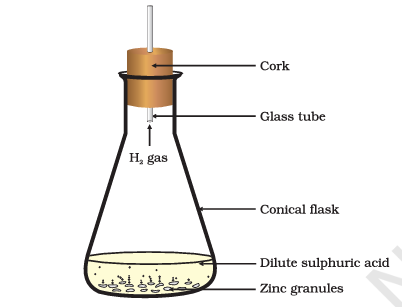 Cork
Glass tube
H₂ gas
Conical flask
Dilute sulphuric acid
Zinc granules